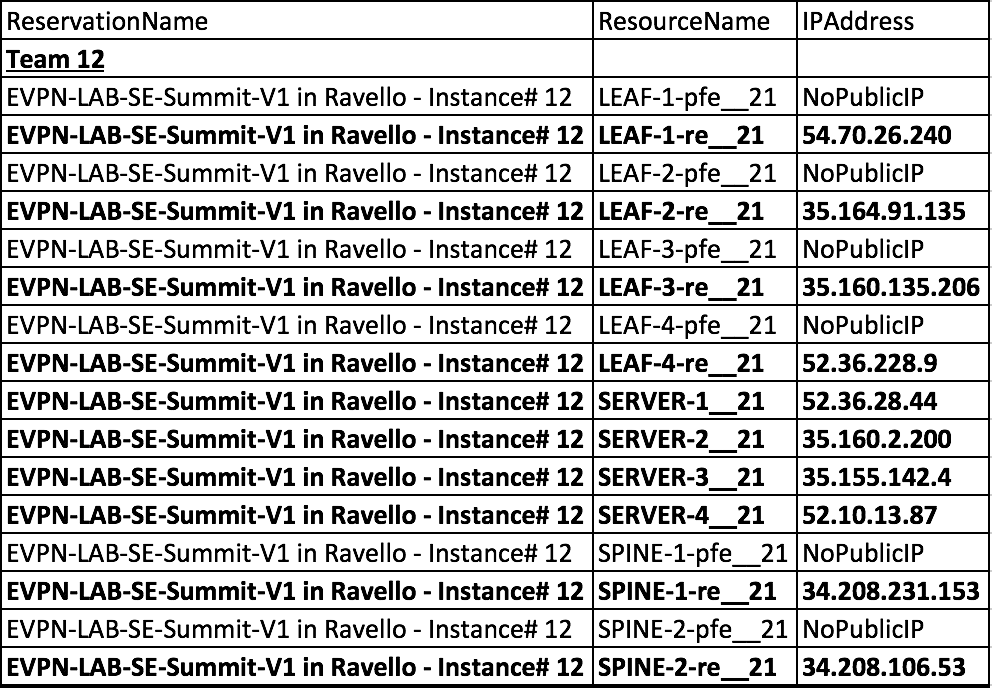 ReservationName ResourceName IPAddress
Team 12
EVPN-LAB-SE-Summit-V1 in Ravello - Instance# 12 LEAF-1-pfe__21 NoPublicIP
EVPN-LAB-SE-Summit-V1 in Ravello - Instance# 12 LEAF-1-re__21 54.70.26.240
EVPN-LAB-SE-Summit-V1 in Ravello - Instance# 12 LEAF-2-pfe__21 NoPublicIP
EVPN-LAB-SE-Summit-V1 in Ravello - Instance# 12 LEAF-2-re__21 35.164.91.135
EVPN-LAB-SE-Summit-V1 in Ravello - Instance# 12 LEAF-3-pfe__21 NoPublicIP
EVPN-LAB-SE-Summit-V1 in Ravello - Instance# 12 LEAF-3-re__21 35.160.135.206
EVPN-LAB-SE-Summit-V1 in Ravello - Instance# 12 LEAF-4-pfe__21 NoPublicIP
EVPN-LAB-SE-Summit-V1 in Ravello - Instance# 12 LEAF-4-re__21 52.36.228.9
EVPN-LAB-SE-Summit-V1 in Ravello - Instance# 12 SERVER-1__21 52.36.28.44
EVPN-LAB-SE-Summit-V1 in Ravello - Instance# 12 SERVER-2__21 35.160.2.200
EVPN-LAB-SE-Summit-V1 in Ravello - Instance# 12 SERVER-3__21 35.155.142.4
EVPN-LAB-SE-Summit-V1 in Ravello - Instance# 12 SERVER-4__21 52.10.13.87
EVPN-LAB-SE-Summit-V1 in Ravello - Instance# 12 SPINE-1-pfe__21 NoPublicIP
EVPN-LAB-SE-Summit-V1 in Ravello - Instance# 12 SPINE-1-re__21 34.208.231.153
EVPN-LAB-SE-Summit-V1 in Ravello - Instance# 12 SPINE-2-pfe__21 NoPublicIP
EVPN-LAB-SE-Summit-V1 in Ravello - Instance# 12 SPINE-2-re__21 34.208.106.53